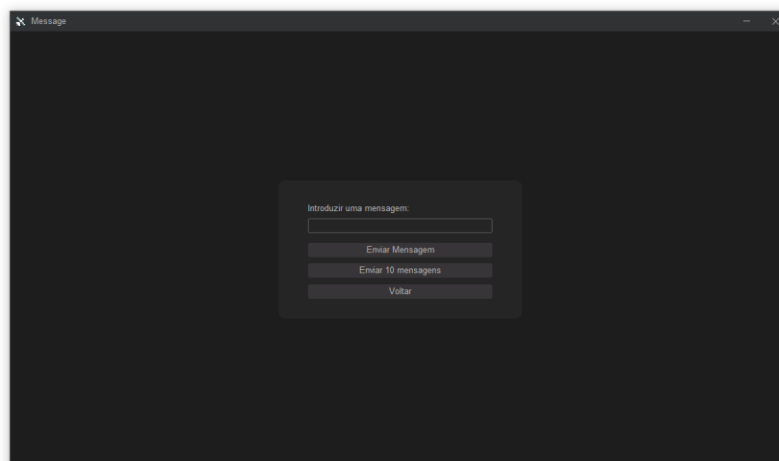 Message
Introduzir uma mensagem:
Enviar Mensagem
Enviar 10 mensagens
Voltar